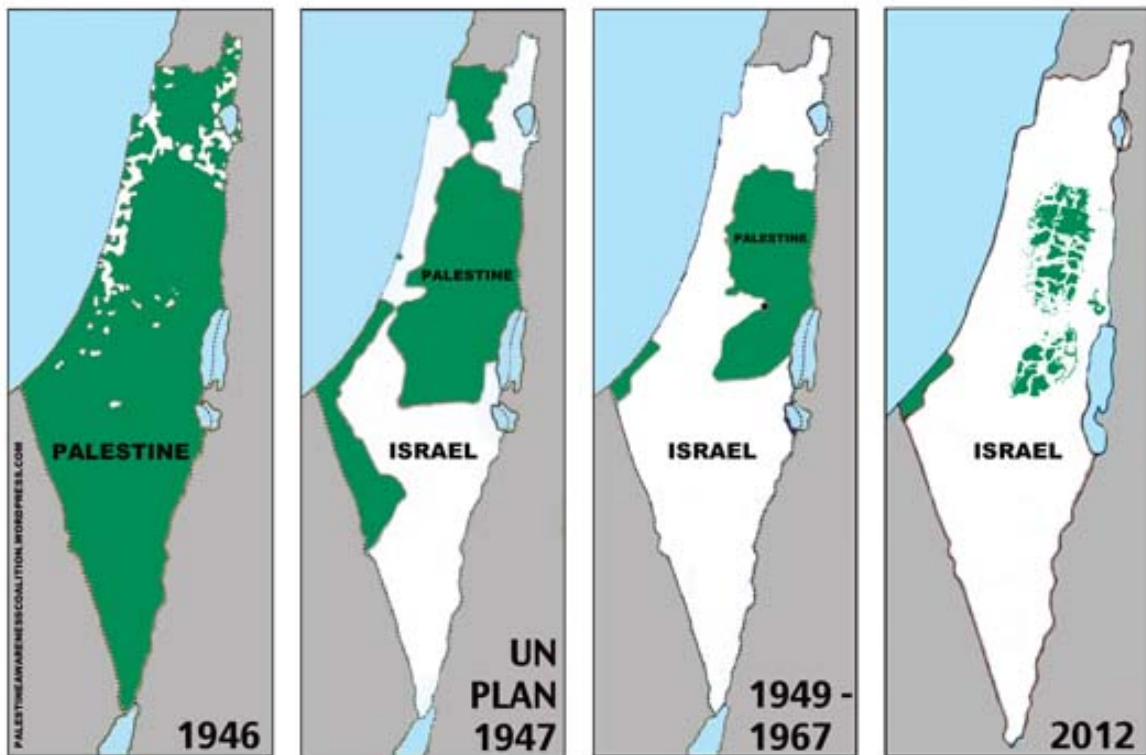 PALESTINEAWARENESSCOALITION.WORDPRESS.COM
PALESTINE
1946
PALESTINE
ISRAEL
UN
PLAN
1947
PALESTINE
ISRAEL
1949 -
1967
ISRAEL
2012